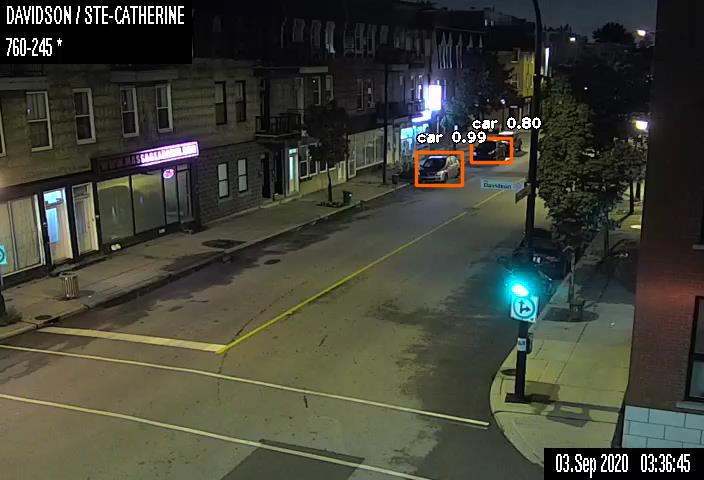 DAVIDSON / STE-CATHERINE
760-245 *
car 0.80
car 0.99
Davidson
03.Sep 2020 03:36:45